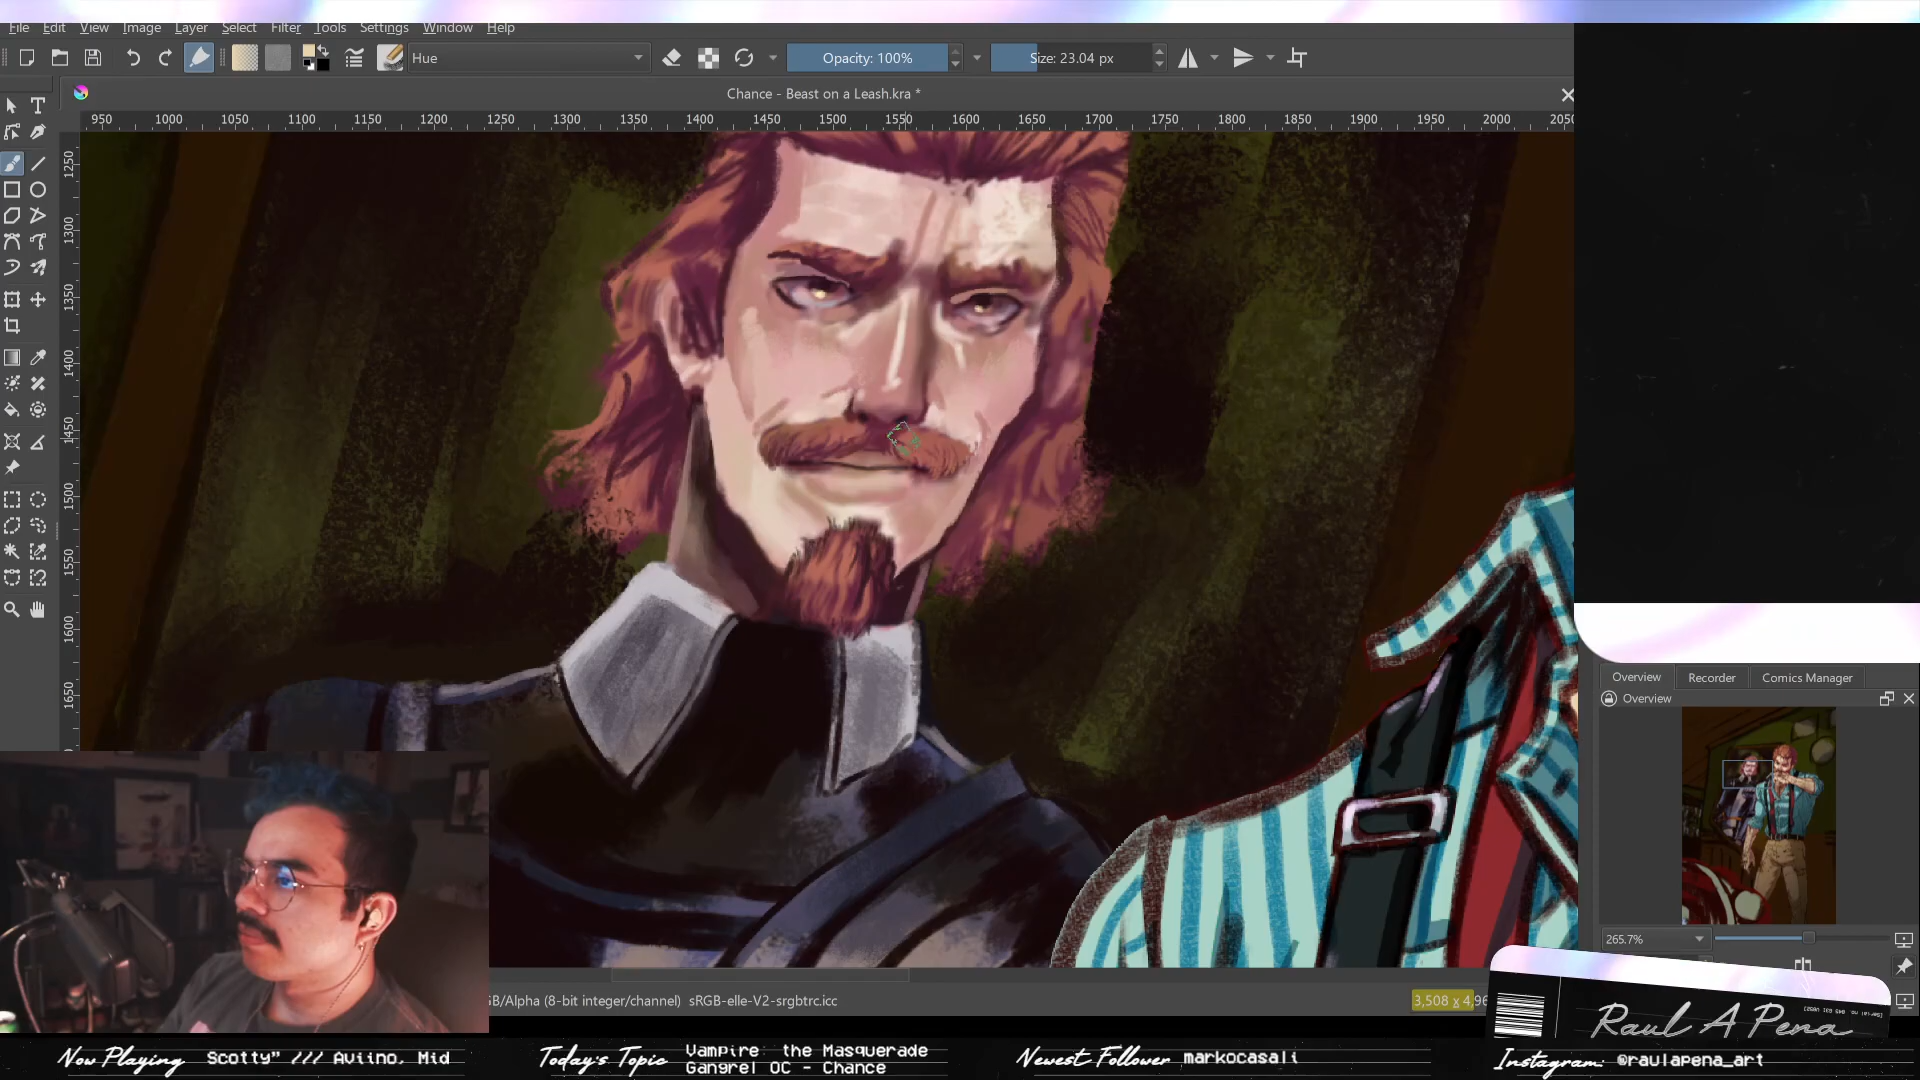 File Edit View Image Layer Select Filter Tools Settings Window Help
Hue
Opacity: 100%
Size: 23.04 px
Chance - Beast on a Leash.kra *
950 1000 1050 1100 1150 1200 1250 1300 1350 1400 1450 1500 1550 1600 1650 1700 1750 1800 1850 1900 1950 2000 2050
1250
1300
1350
1400
1450
1500
1550
1600
1650
Overview Recorder Comics Manager
Overview
265.7%
GB/Alpha (8-bit integer/channel) sRGB-elle-V2-srgbtrc.icc
3,508 x 4,96
Raul A Pena
Now Playing Scotty" /// Aviino, Mid
Today's Topic Vampire: the Masquerade
Gangrel OC - Chance
Newest Follower markocasali
Instagram: @raulapena_art